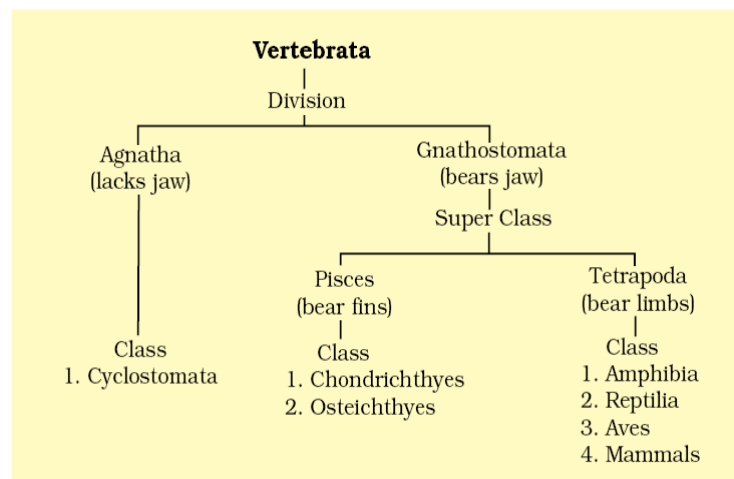 Vertebrata
Division
Agnatha
(lacks jaw)
Gnathostomata
(bears jaw)
Super Class
Pisces
(bear fins)
Tetrapoda
(bear limbs)
Class
1. Cyclostomata
Class
1. Chondrichthyes
2. Osteichthyes
Class
1. Amphibia
2. Reptilia
3. Aves
4. Mammals